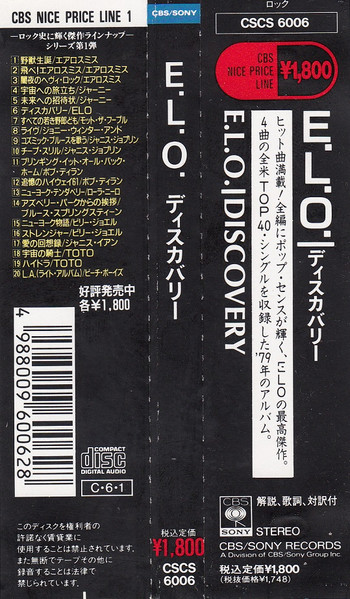 CBS NICE PRICE LINE 1
—ロック史に輝く傑作ラインナップ—
シリーズ第1弾
1 野獣生誕/エアロスミス
2 飛べ!エアロスミス/エアロスミス
3 闇夜のヘヴィ・ロック/エアロスミス
4 宇宙への旅立ち/ジャーニー
5 未来への招待状/ジャーニー
6 ディスカバリー/ELO
7 すべての若き野郎ども/モット・ザ・フープル
8 ライヴ/ジョニー・ウィンター・アンド
9 コズミック・ブルースを歌う/ジャニス・ジョプリン
10 チープ・スリル/ジャニス・ジョプリン
11 ブリンギング・イット・オール・バック・
ホーム/ボブ・ディラン
12 追憶のハイウェイ61/ボブ・ディラン
13 ニューヨーク・テンダベリー/ローラ・ニーロ
14 アズベリー・パークからの挨拶/
ブルース・スプリングスティーン
15 ニューヨーク物語/ビリー・ジョエル
16 ストレンジャー/ビリー・ジョエル
17 愛の回想録/ジャニス・イアン
18 宇宙の騎士/TOTO
19 ハイドラ/TOTO
20 L.A.(ライト・アルバム)/ビーチ・ボーイズ
好評発売中
各¥1,800
4988009600628
COMPACT
disc
DIGITAL AUDIO
C・6・1
このディスクを権利者の
許諾なく賃貸業に
使用することは禁止されています。
また無断でテープその他に
録音することは法律で
禁じられています。
CBS/SONY
E.L.O. ディスカバリー
税込定価
¥1,800
CSCS
6006
ロック
CSCS 6006
CBS
NICE PRICE
LINE
¥1,800
E.L.O. ディスカバリー
ヒット曲満載!全編にポップ・センスが輝く、ELOの最高傑作。
4曲の全米TOP40・シングルを収録した'79年のアルバム。
E.L.O./DISCOVERY
CBS
SONY
解説、歌詞、対訳付
STEREO
CBS/SONY RECORDS
A Division of CBS/Sony Group Inc.
税込定価¥1,800
(税抜価格¥1,748)